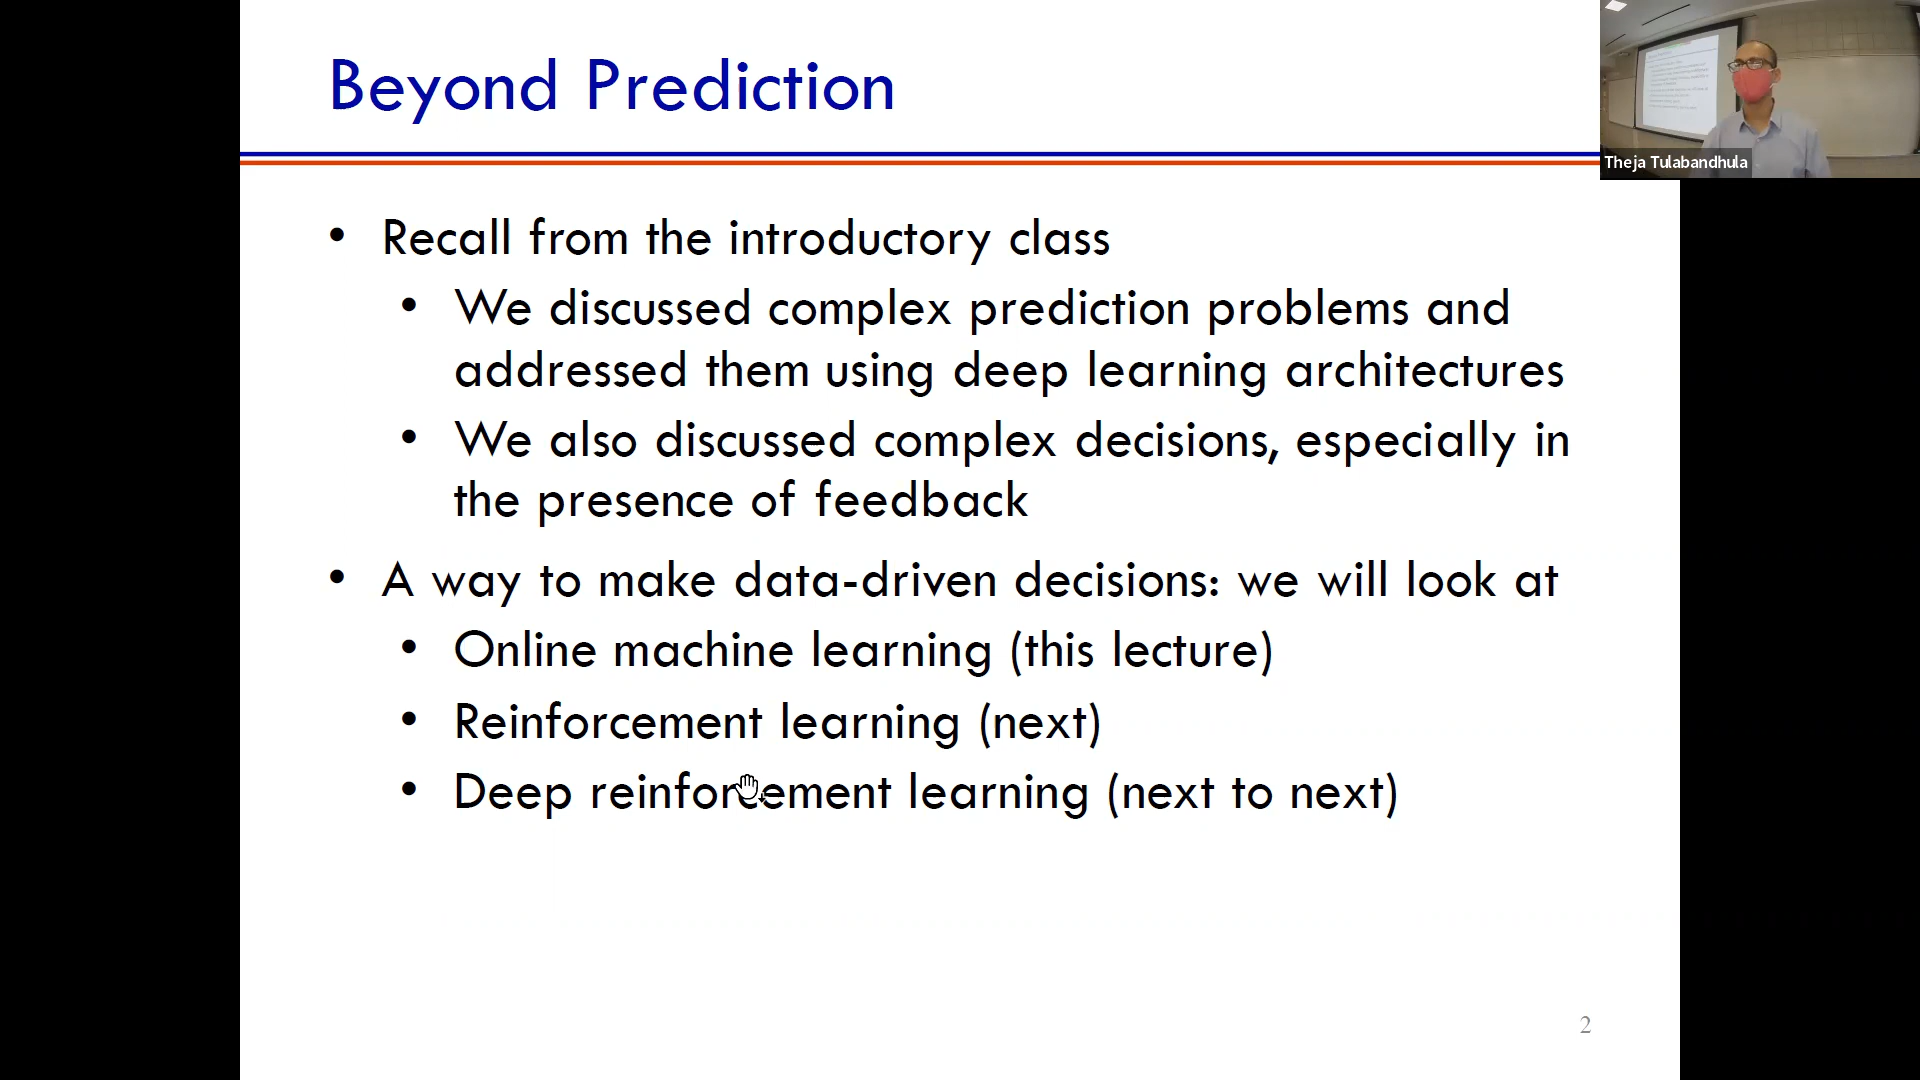 Beyond Prediction
Theja Tulabandhula
• Recall from the introductory class
• We discussed complex prediction problems and
addressed them using deep learning architectures
• We also discussed complex decisions, especially in
the presence of feedback
• A way to make data-driven decisions: we will look at
• Online machine learning (this lecture)
• Reinforcement learning (next)
• Deep reinforcement learning (next to next)
2